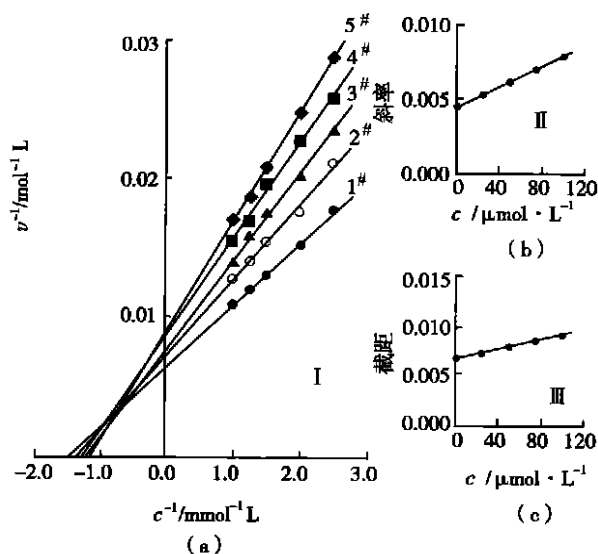 5#
4#
3#
2#
1#
0.03
0.02
0.01
v⁻¹/mol⁻¹ L
-2.0 -1.0 0.0 1.0 2.0 3.0
c⁻¹/mmol⁻¹ L
I
(a)
0.010
0.005
0.000
斜率
II
0 40 80 120
c /μmol · L⁻¹
(b)
0.015
0.010
0.005
0.000
截距
III
0 40 80 120
c /μmol · L⁻¹
(c)